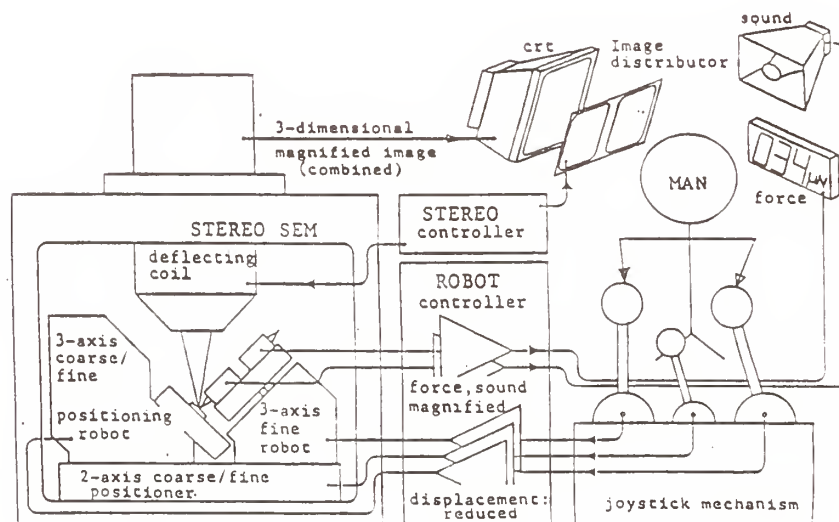 sound
crt
Image
distributor
3-dimensional
magnified image
(combined)
034 μN
force
MAN
STEREO
controller
STEREO SEM
deflecting
coil
ROBOT
controller
3-axis
coarse/
fine
positioning
robot
force, sound
magnified
3-axis
fine
robot
2-axis coarse/fine
positioner.
displacement:
reduced
joystick mechanism